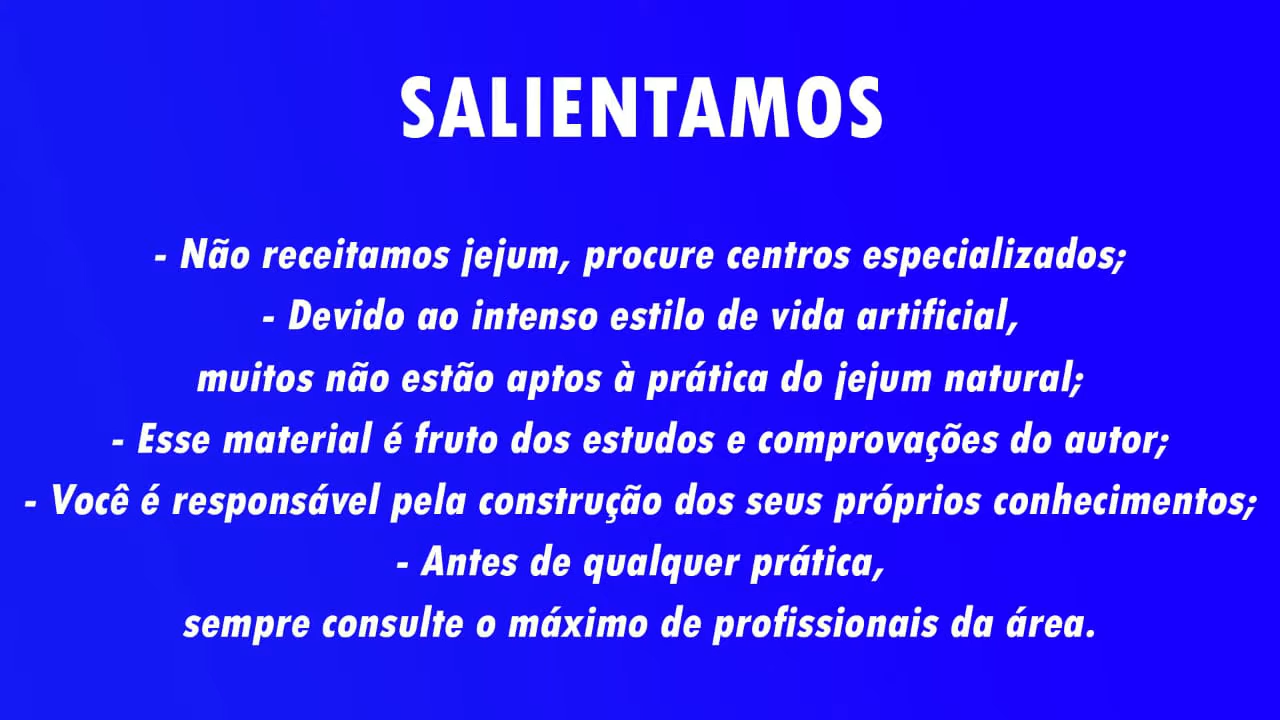 SALIENTAMOS
- Não receitamos jejum, procure centros especializados;
- Devido ao intenso estilo de vida artificial,
muitos não estão aptos à prática do jejum natural;
- Esse material é fruto dos estudos e comprovações do autor;
- Você é responsável pela construção dos seus próprios conhecimentos;
- Antes de qualquer prática,
sempre consulte o máximo de profissionais da área.